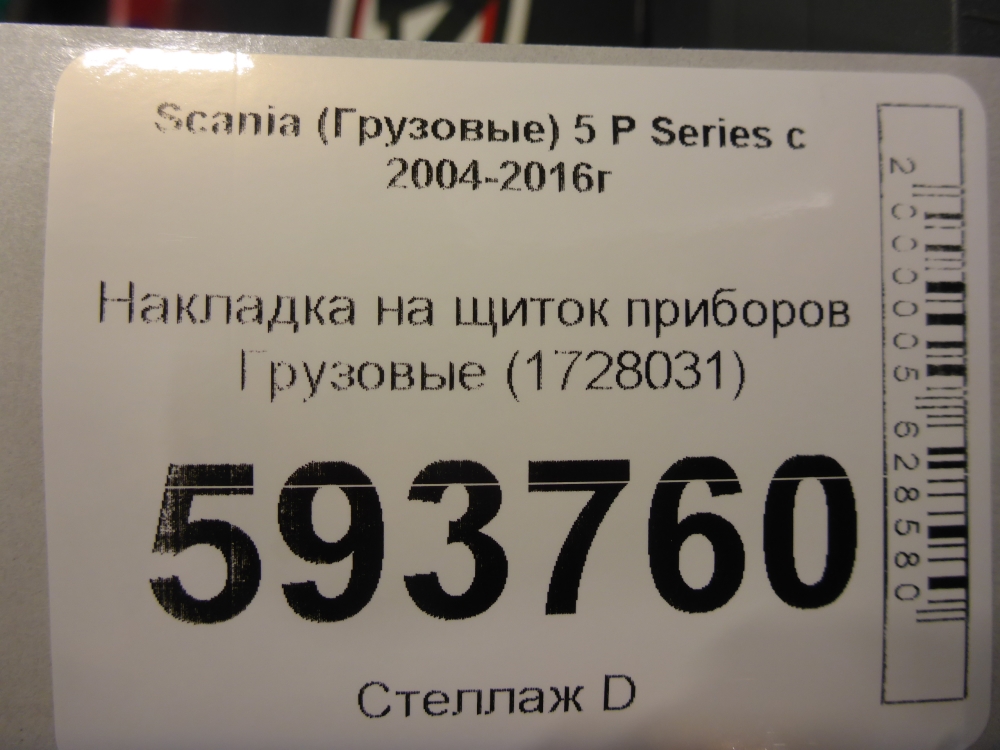 Scania (Грузовые) 5 P Series с
2004-2016г
Накладка на щиток приборов
Грузовые (1728031)
593760
Стеллаж D
2000005628580